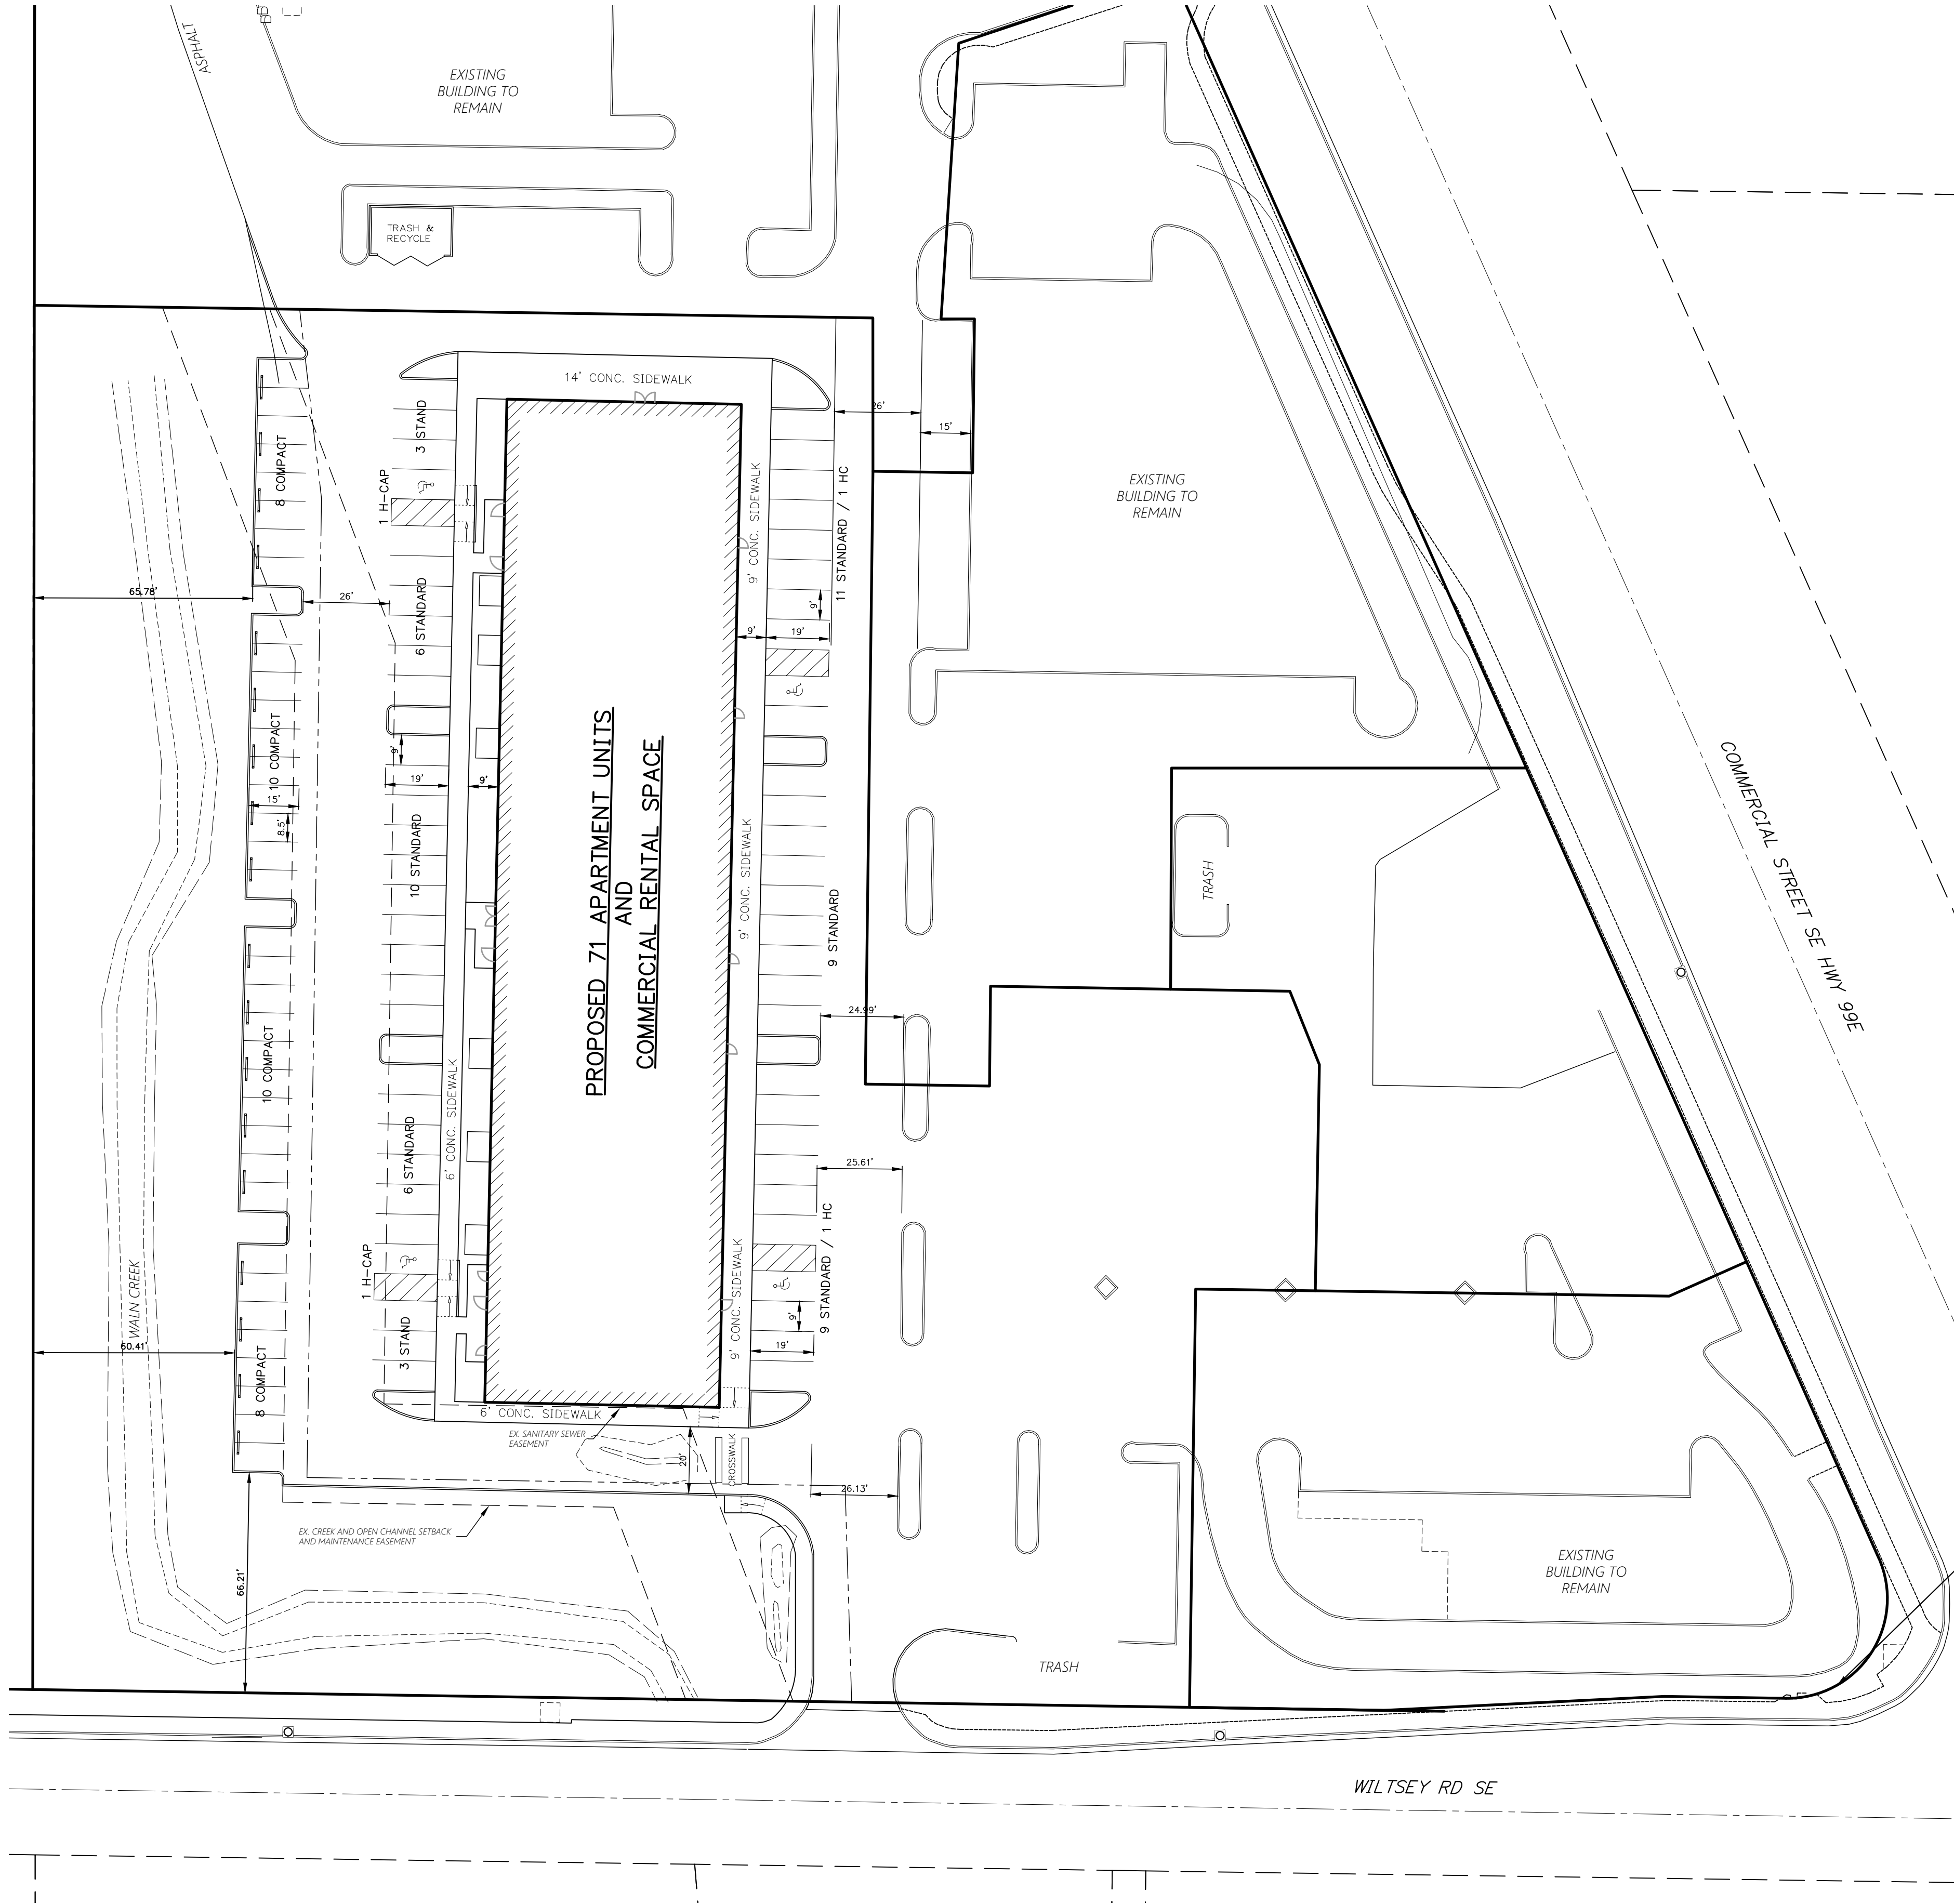 ASPHALT
EXISTING
BUILDING TO
REMAIN
TRASH &
RECYCLE
14' CONC. SIDEWALK
3 STAND
8 COMPACT
1 H-CAP
26'
15'
9' CONC. SIDEWALK
11 STANDARD / 1 HC
EXISTING
BUILDING TO
REMAIN
65.78'
26'
6 STANDARD
9'
9'
19'
10 COMPACT
9'
19'
9'
15'
8.5'
10 STANDARD
PROPOSED 71 APARTMENT UNITS
AND
COMMERCIAL RENTAL SPACE
9' CONC. SIDEWALK
9 STANDARD
TRASH
COMMERCIAL STREET SE HWY 99E
24.99'
10 COMPACT
6' CONC. SIDEWALK
6 STANDARD
25.61'
WALN CREEK
1 H-CAP
9' CONC. SIDEWALK
9 STANDARD / 1 HC
9'
19'
60.41'
8 COMPACT
3 STAND
6' CONC. SIDEWALK
EX. SANITARY SEWER
EASEMENT
20'
CROSSWALK
26.13'
EX. CREEK AND OPEN CHANNEL SETBACK
AND MAINTENANCE EASEMENT
66.21'
EXISTING
BUILDING TO
REMAIN
TRASH
WILTSEY RD SE